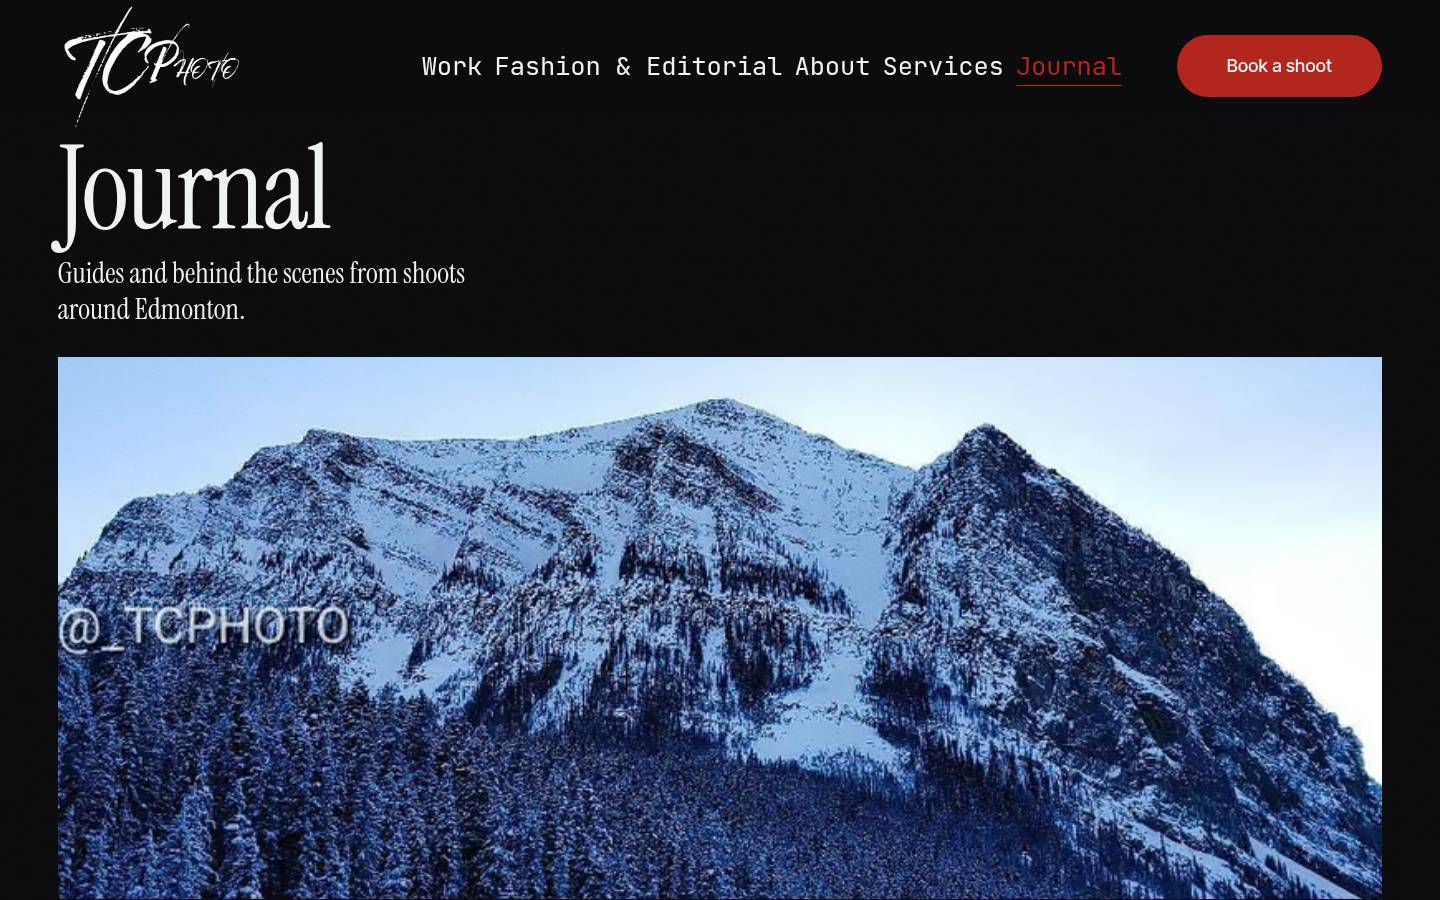 TCPHOTO
Work Fashion & Editorial About Services Journal
Book a shoot
Journal
Guides and behind the scenes from shoots
around Edmonton.
@_TCPHOTO